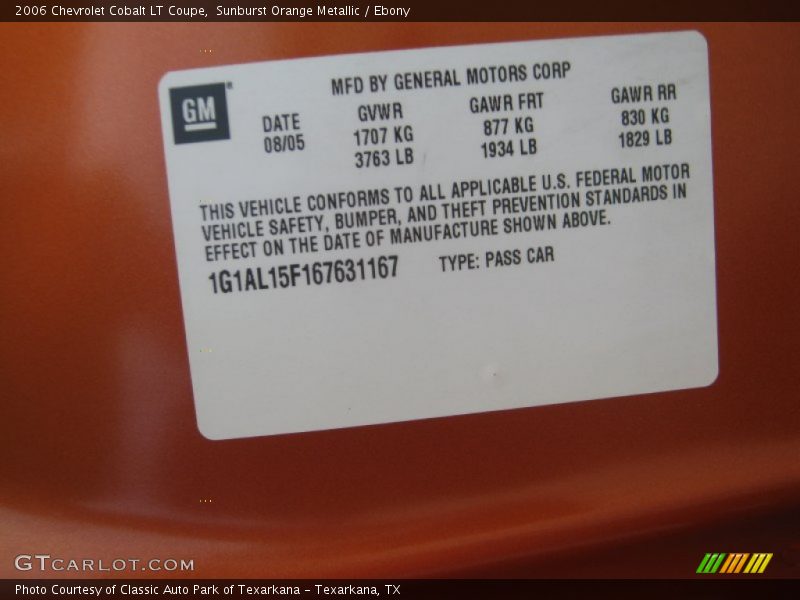 2006 Chevrolet Cobalt LT Coupe,  Sunburst Orange Metallic / Ebony
GM
MFD BY GENERAL MOTORS CORP
DATE GVWR GAWR FRT GAWR RR
08/05 1707 KG 877 KG 830 KG
3763 LB 1934 LB 1829 LB
THIS VEHICLE CONFORMS TO ALL APPLICABLE U.S. FEDERAL MOTOR
VEHICLE SAFETY, BUMPER, AND THEFT PREVENTION STANDARDS IN
EFFECT ON THE DATE OF MANUFACTURE SHOWN ABOVE.
1G1AL15F167631167 TYPE: PASS CAR
GTCARLOT.COM
Photo Courtesy of Classic Auto Park of Texarkana - Texarkana, TX